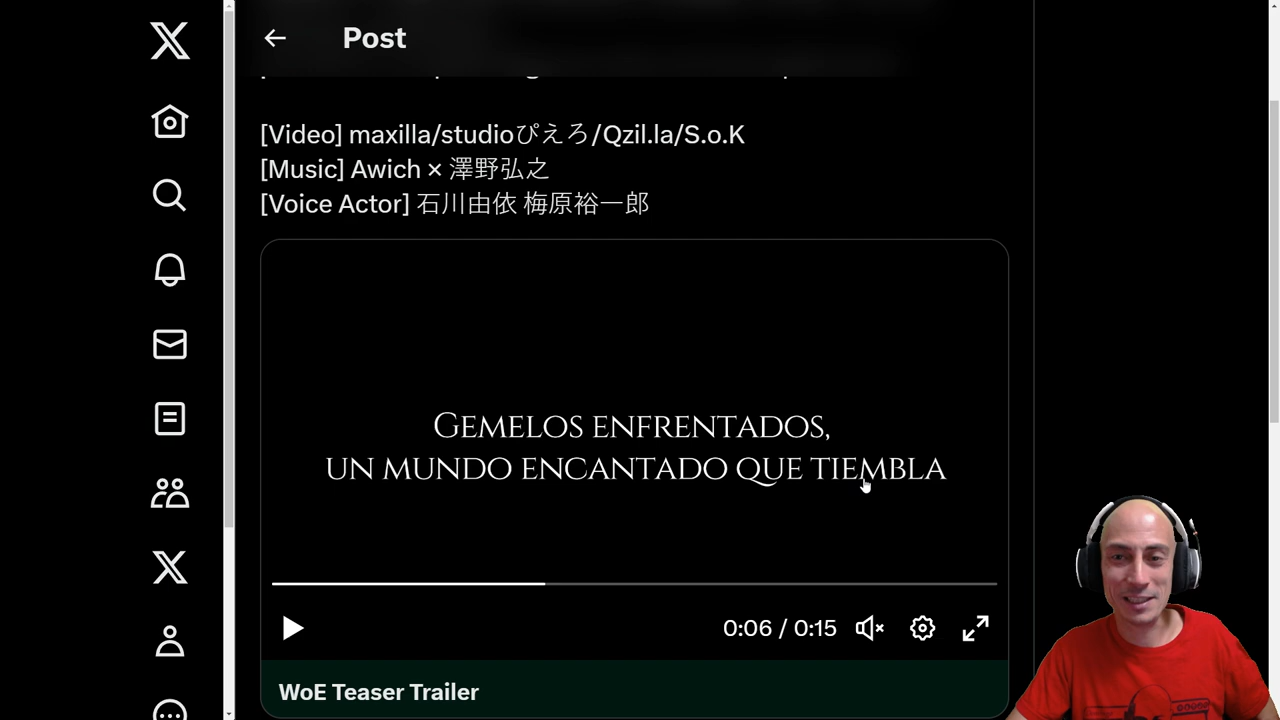 Post
[Video] maxilla/studioぴえろ/Qzil.la/S.o.K
[Music] Awich × 澤野弘之
[Voice Actor] 石川由依 梅原裕一郎
Gemelos enfrentados,
un mundo encantado que tiembla
0:06 / 0:15
WoE Teaser Trailer